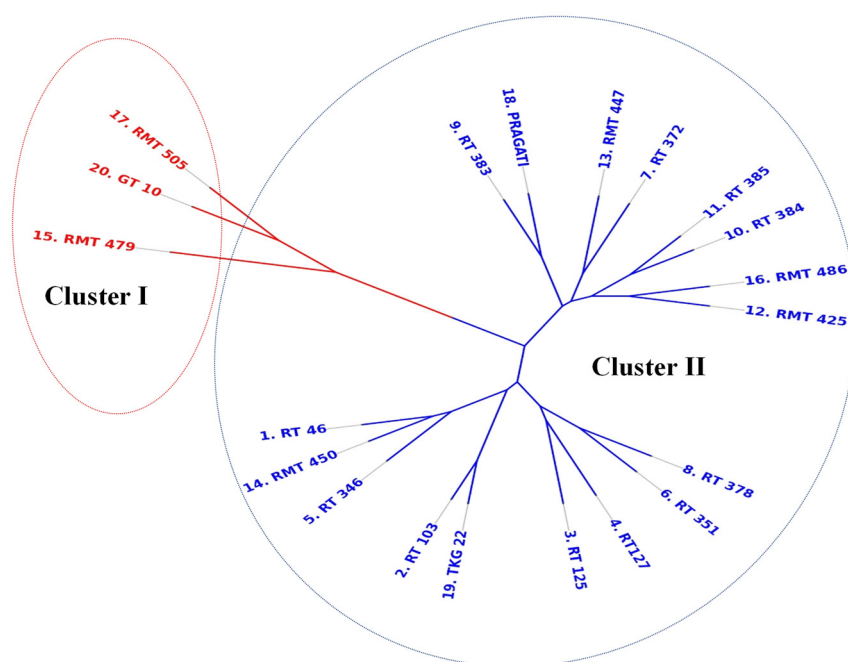 17. RMT 505
20. GT 10
15. RMT 479
Cluster I
9. RT 383
18. PRAGATI
13. RMT 447
7. RT 372
11. RT 385
10. RT 384
16. RMT 486
12. RMT 425
Cluster II
1. RT 46
14. RMT 450
5. RT 346
2. RT 103
19. TKG 22
3. RT 125
4. RT127
6. RT 351
8. RT 378